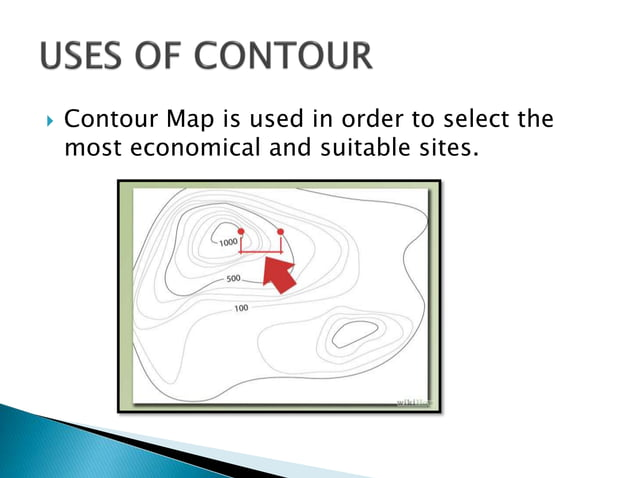 USES OF CONTOUR
Contour Map is used in order to select the
most economical and suitable sites.
1000
500
100
wikiHow